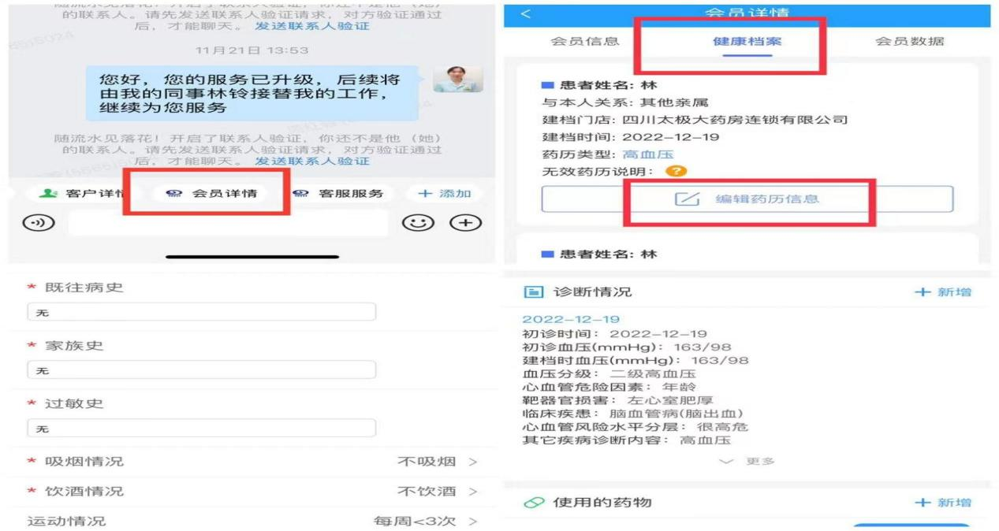 的联系人。请先发送联系人验证请求，对方验证通过
后，才能聊天。发送联系人验证
11月21日 13:53
您好，您的服务已升级，后续将
由我的同事林铃接替我的工作，
继续为您服务
随流水见落花！开启了联系人验证，你还不是他（她）
的联系人。请先发送联系人验证请求，对方验证通过
后，才能聊天。发送联系人验证
客户详情
会员详情
客服服务
+ 添加
* 既往病史
无
* 家族史
无
* 过敏史
无
* 吸烟情况 不吸烟 >
* 饮酒情况 不饮酒 >
运动情况 每周<3次 >
< 会员详情
会员信息 健康档案 会员数据
患者姓名: 林
与本人关系: 其他亲属
建档门店: 四川太极大药房连锁有限公司
建档时间: 2022-12-19
药历类型: 高血压
无效药历说明: ?
编辑药历信息
患者姓名: 林
诊断情况 + 新增
2022-12-19
初诊时间: 2022-12-19
初诊血压(mmHg): 163/98
建档时血压(mmHg): 163/98
血压分级: 二级高血压
心血管危险因素: 年龄
靶器官损害: 左心室肥厚
临床疾患: 脑血管病(脑出血)
心血管风险水平分层: 很高危
其它疾病诊断内容: 高血压
更多
使用的药物 + 新增